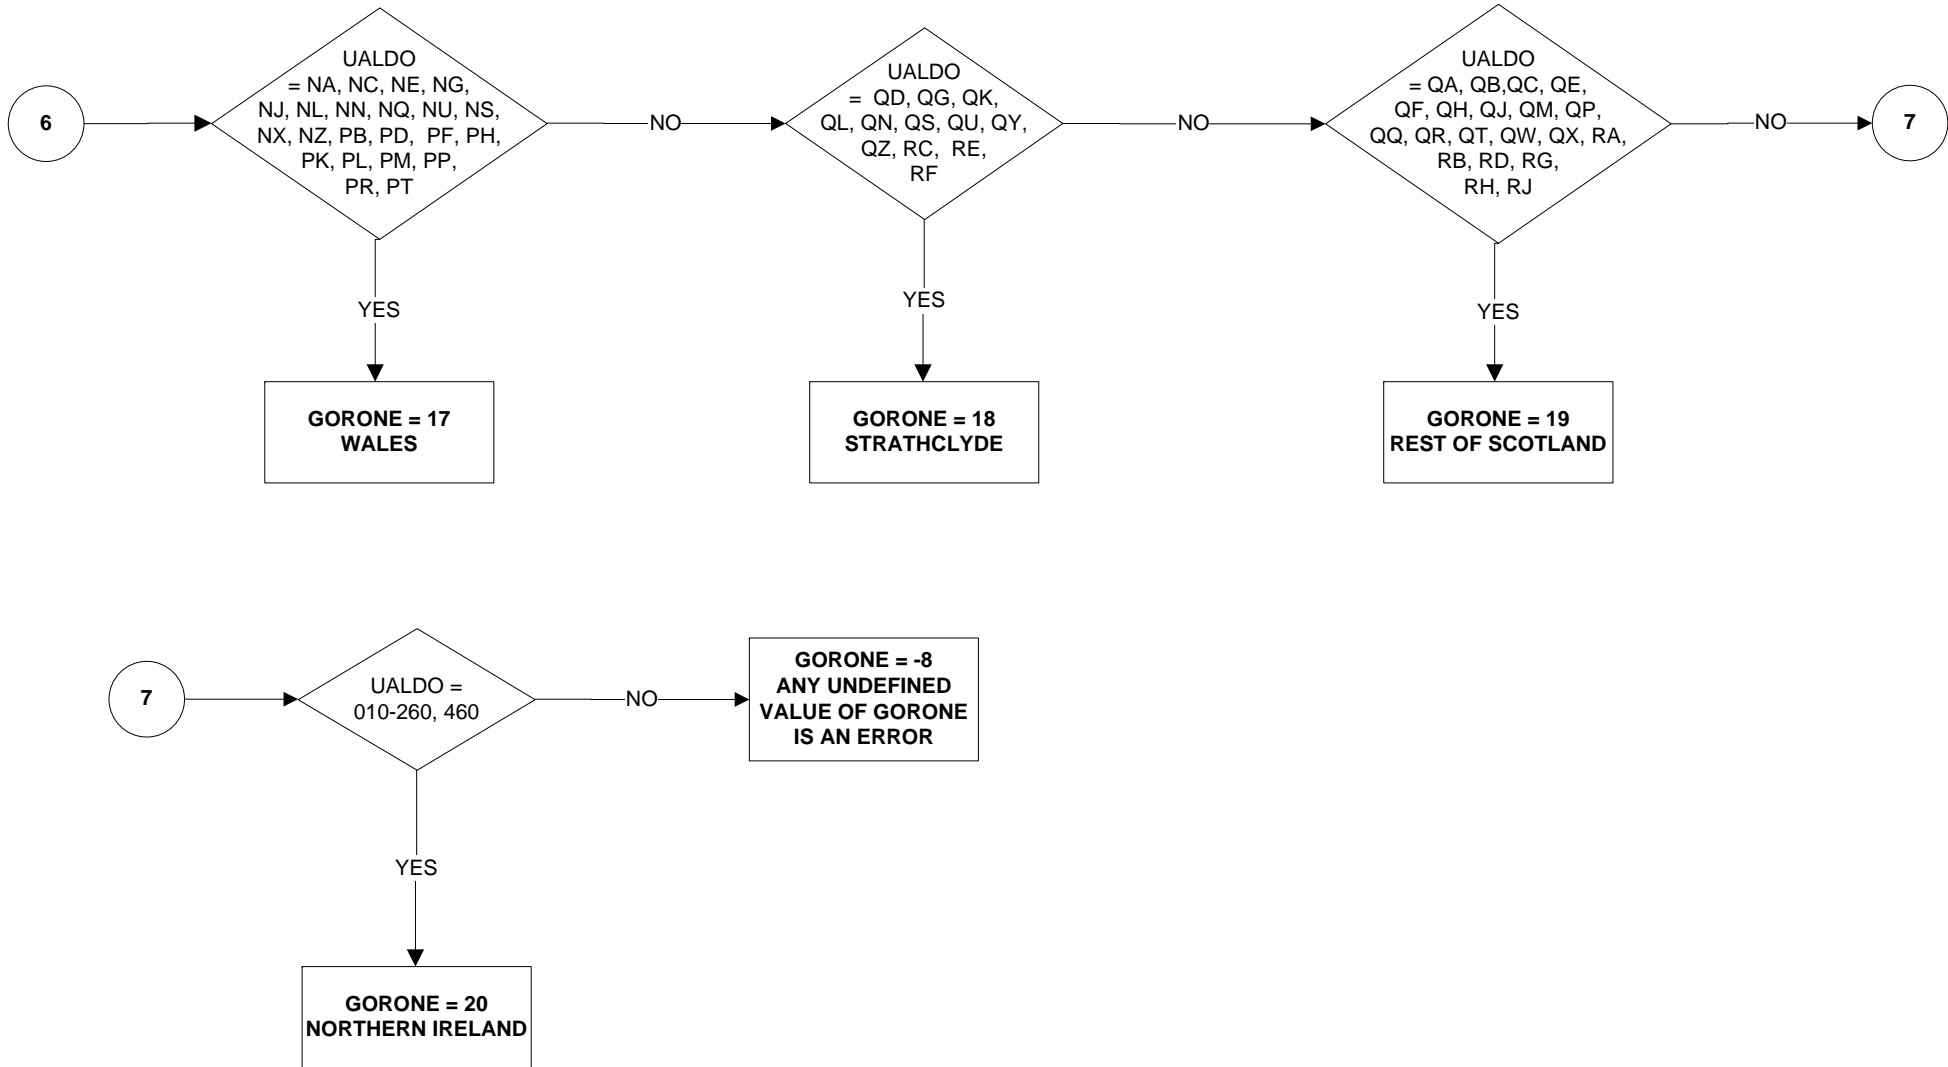 6
UALDO
= NA, NC, NE, NG,
NJ, NL, NN, NQ, NU, NS,
NX, NZ, PB, PD, PF, PH,
PK, PL, PM, PP,
PR, PT
NO
UALDO
= QD, QG, QK,
QL, QN, QS, QU, QY,
QZ, RC, RE,
RF
NO
UALDO
= QA, QB,QC, QE,
QF, QH, QJ, QM, QP,
QQ, QR, QT, QW, QX, RA,
RB, RD, RG,
RH, RJ
NO
7
YES
YES
YES
GORONE = 17
WALES
GORONE = 18
STRATHCLYDE
GORONE = 19
REST OF SCOTLAND
7
UALDO =
010-260, 460
NO
GORONE = -8
ANY UNDEFINED
VALUE OF GORONE
IS AN ERROR
YES
GORONE = 20
NORTHERN IRELAND